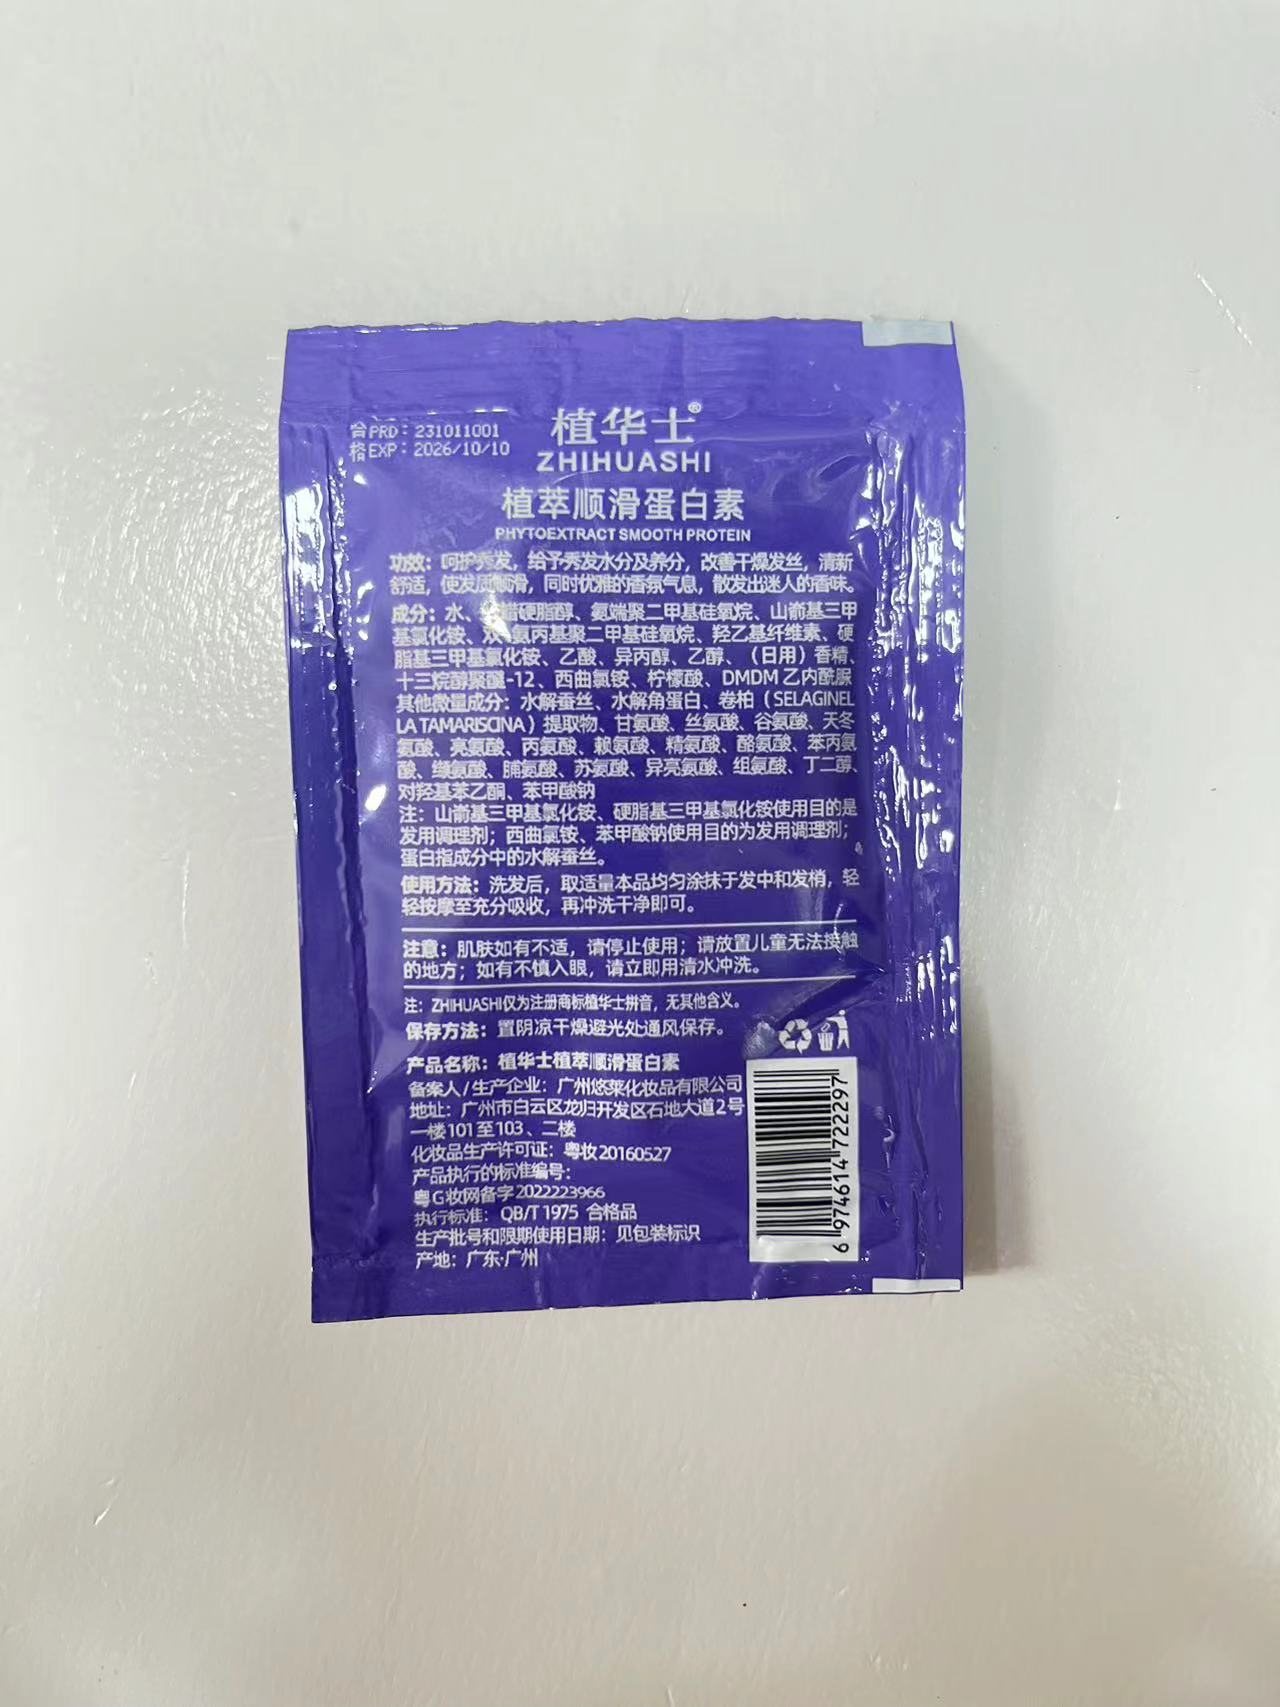 合PRD: 231011001
格EXP: 2026/10/10
植华士®
ZHIHUASHI
植萃顺滑蛋白素
PHYTOEXTRACT SMOOTH PROTEIN
功效：呵护秀发，给予秀发水分及养分，改善干燥发丝，清新
舒适，使发质顺滑，同时优雅的香氛气息，散发出迷人的香味。
成分：水、硬脂醇、氨端聚二甲基硅氧烷、山嵛基三甲
基氯化铵、双-氨丙基聚二甲基硅氧烷、羟乙基纤维素、硬
脂基三甲基氯化铵、乙酸、异丙醇、乙醇、（日用）香精、
十三烷醇聚醚-12、西曲氯铵、柠檬酸、DMDM 乙内酰脲
其他微量成分：水解蚕丝、水解角蛋白、卷柏（SELAGINEL
LA TAMARISCINA）提取物、甘氨酸、丝氨酸、谷氨酸、天冬
氨酸、亮氨酸、丙氨酸、赖氨酸、精氨酸、酪氨酸、苯丙氨
酸、缬氨酸、脯氨酸、苏氨酸、异亮氨酸、组氨酸、丁二醇、
对羟基苯乙酮、苯甲酸钠
注：山嵛基三甲基氯化铵、硬脂基三甲基氯化铵使用目的是
发用调理剂；西曲氯铵、苯甲酸钠使用目的为发用调理剂；
蛋白指成分中的水解蚕丝。
使用方法：洗发后，取适量本品均匀涂抹于发中和发梢，轻
轻按摩至充分吸收，再冲洗干净即可。
注意：肌肤如有不适，请停止使用；请放置儿童无法接触
的地方；如有不慎入眼，请立即用清水冲洗。
注：ZHIHUASHI仅为注册商标植华士拼音，无其他含义。
保存方法：置阴凉干燥避光处通风保存。
产品名称：植华士植萃顺滑蛋白素
备案人/生产企业：广州悠莱化妆品有限公司
地址：广州市白云区龙归开发区石地大道2号
一楼101至103、二楼
化妆品生产许可证：粤妆20160527
产品执行的标准编号：
粤G妆网备字2022223966
执行标准：QB/T 1975 合格品
生产批号和限期使用日期：见包装标识
产地：广东·广州
6 974614 722297